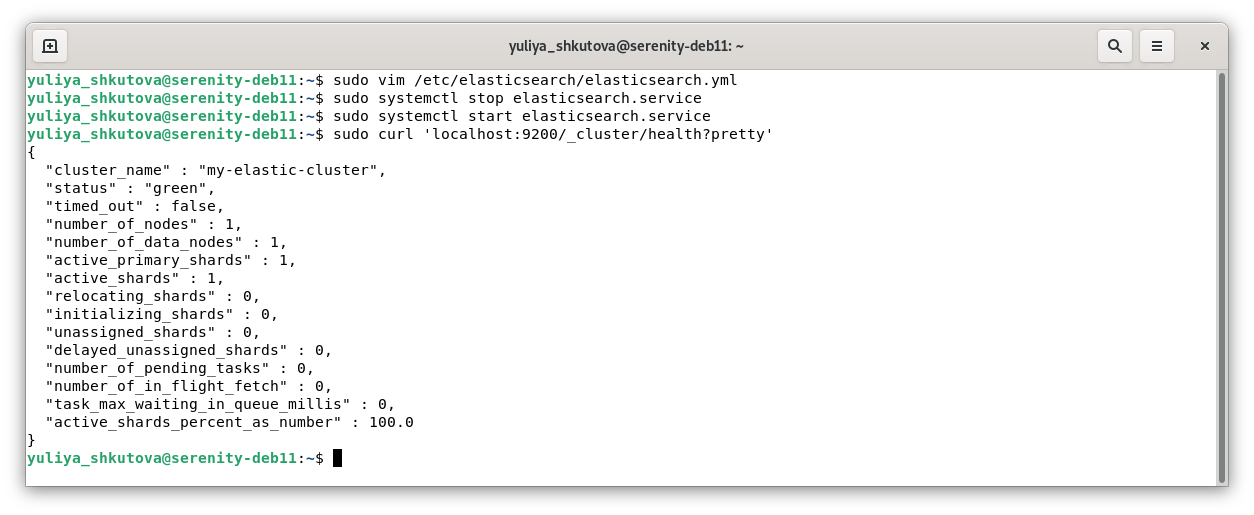 yuliya_shkutova@serenity-deb11: ~
yuliya_shkutova@serenity-deb11:~$ sudo vim /etc/elasticsearch/elasticsearch.yml
yuliya_shkutova@serenity-deb11:~$ sudo systemctl stop elasticsearch.service
yuliya_shkutova@serenity-deb11:~$ sudo systemctl start elasticsearch.service
yuliya_shkutova@serenity-deb11:~$ sudo curl 'localhost:9200/_cluster/health?pretty'
{
  "cluster_name" : "my-elastic-cluster",
  "status" : "green",
  "timed_out" : false,
  "number_of_nodes" : 1,
  "number_of_data_nodes" : 1,
  "active_primary_shards" : 1,
  "active_shards" : 1,
  "relocating_shards" : 0,
  "initializing_shards" : 0,
  "unassigned_shards" : 0,
  "delayed_unassigned_shards" : 0,
  "number_of_pending_tasks" : 0,
  "number_of_in_flight_fetch" : 0,
  "task_max_waiting_in_queue_millis" : 0,
  "active_shards_percent_as_number" : 100.0
}
yuliya_shkutova@serenity-deb11:~$